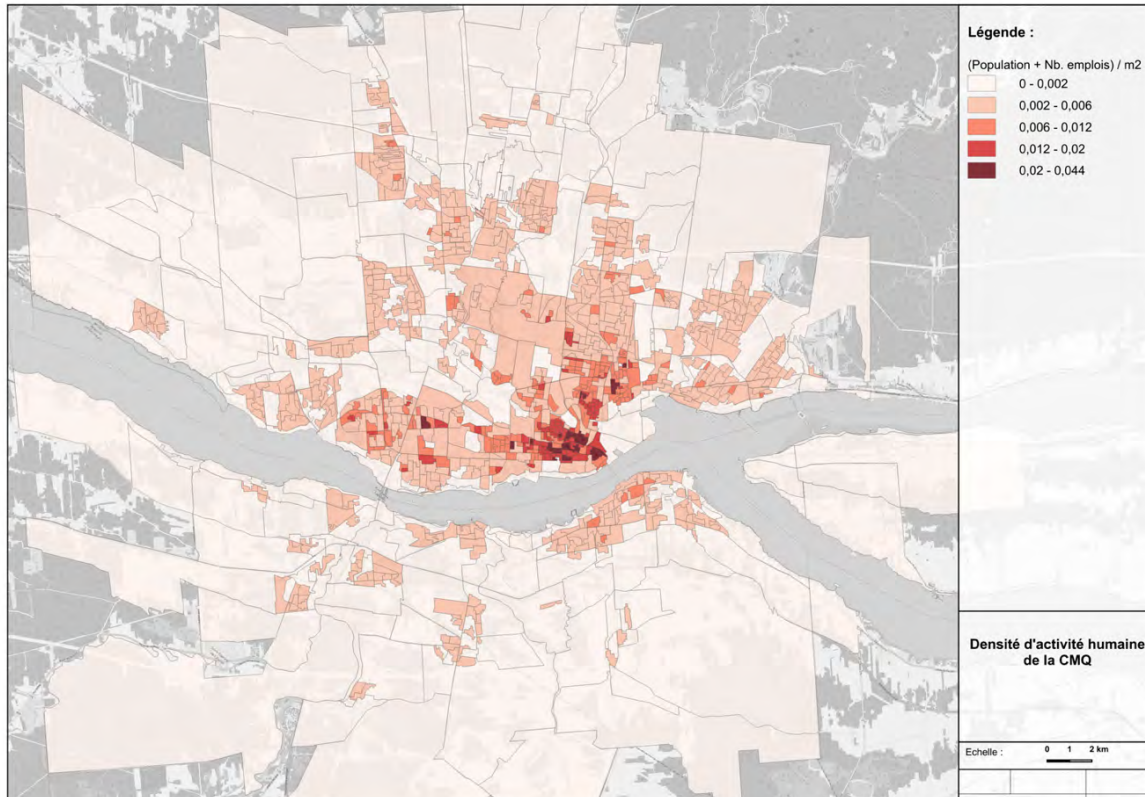 Légende :
(Population + Nb. emplois) / m2
0 - 0,002
0,002 - 0,006
0,006 - 0,012
0,012 - 0,02
0,02 - 0,044
Densité d'activité humaine
de la CMQ
Echelle :
0 1 2 km